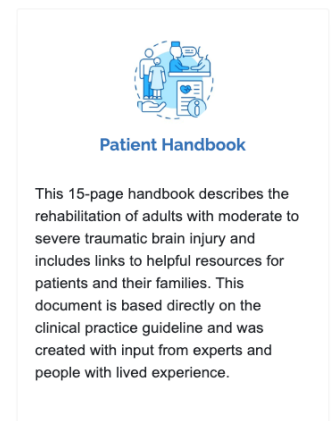 Patient Handbook
This 15-page handbook describes the
rehabilitation of adults with moderate to
severe traumatic brain injury and
includes links to helpful resources for
patients and their families. This
document is based directly on the
clinical practice guideline and was
created with input from experts and
people with lived experience.